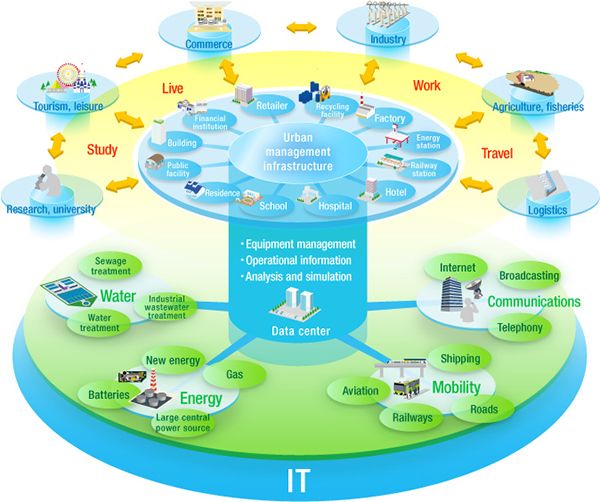 Commerce
Industry
Tourism, leisure
Agriculture, fisheries
Live
Work
Study
Travel
Research, university
Logistics
Retailer
Recycling
facility
Financial
institution
Factory
Building
Energy
station
Public
facility
Railway
station
Residence
Hotel
School
Hospital
Urban
management
infrastructure
• Equipment management
• Operational information
• Analysis and simulation
Data center
Sewage
treatment
Water
Industrial
wastewater
treatment
Water
treatment
Internet
Broadcasting
Communications
Telephony
New energy
Gas
Batteries
Energy
Large central
power source
Shipping
Aviation
Mobility
Railways
Roads
IT